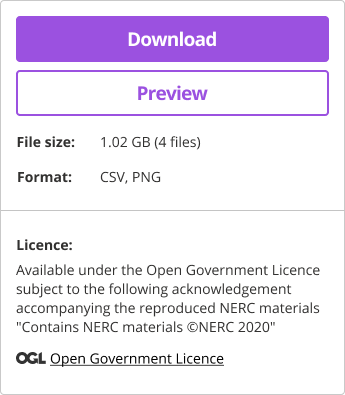 Download
Preview
File size: 1.02 GB (4 files)
Format: CSV, PNG
Licence:
Available under the Open Government Licence
subject to the following acknowledgement
accompanying the reproduced NERC materials
"Contains NERC materials ©NERC 2020"
OGL Open Government Licence